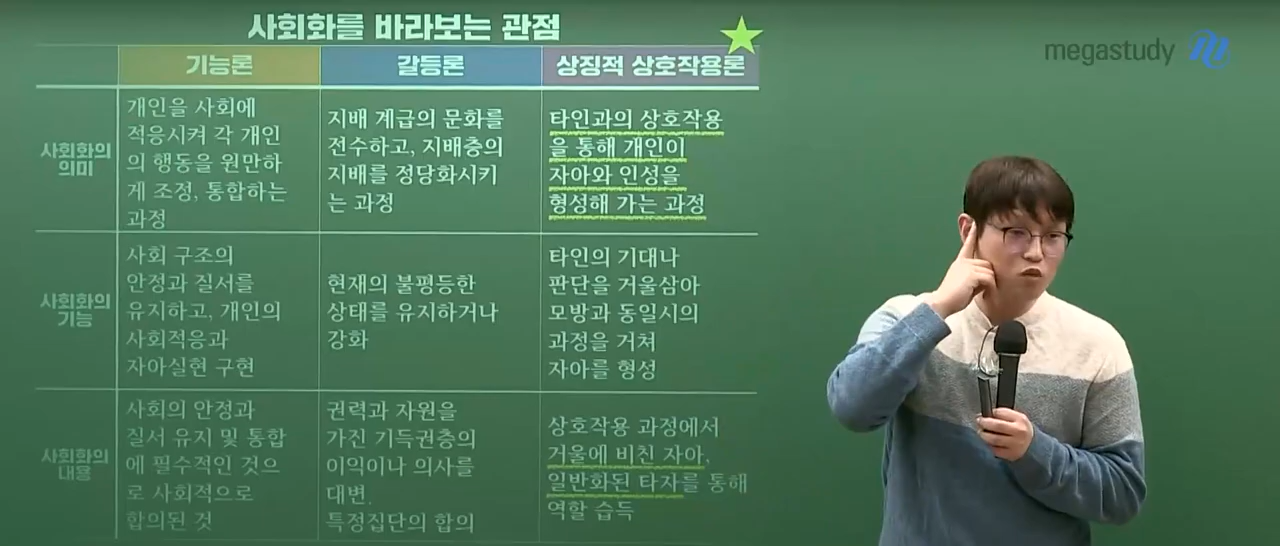 사회화를 바라보는 관점
megastudy
기능론
갈등론
상징적 상호작용론
사회화의
의미
개인을 사회에
적응시켜 각 개인
의 행동을 원만하
게 조정, 통합하는
과정
지배 계급의 문화를
전수하고, 지배층의
지배를 정당화시키
는 과정
타인과의 상호작용
을 통해 개인이
자아와 인성을
형성해 가는 과정
사회화의
기능
사회 구조의
안정과 질서를
유지하고, 개인의
사회적응과
자아실현 구현
현재의 불평등한
상태를 유지하거나
강화
타인의 기대나
판단을 거울삼아
모방과 동일시의
과정을 거쳐
자아를 형성
사회화의
내용
사회의 안정과
질서 유지 및 통합
에 필수적인 것으
로 사회적으로
합의된 것
권력과 자원을
가진 기득권층의
이익이나 의사를
대변.
특정집단의 합의
상호작용 과정에서
거울에 비친 자아,
일반화된 타자를 통해
역할 습득